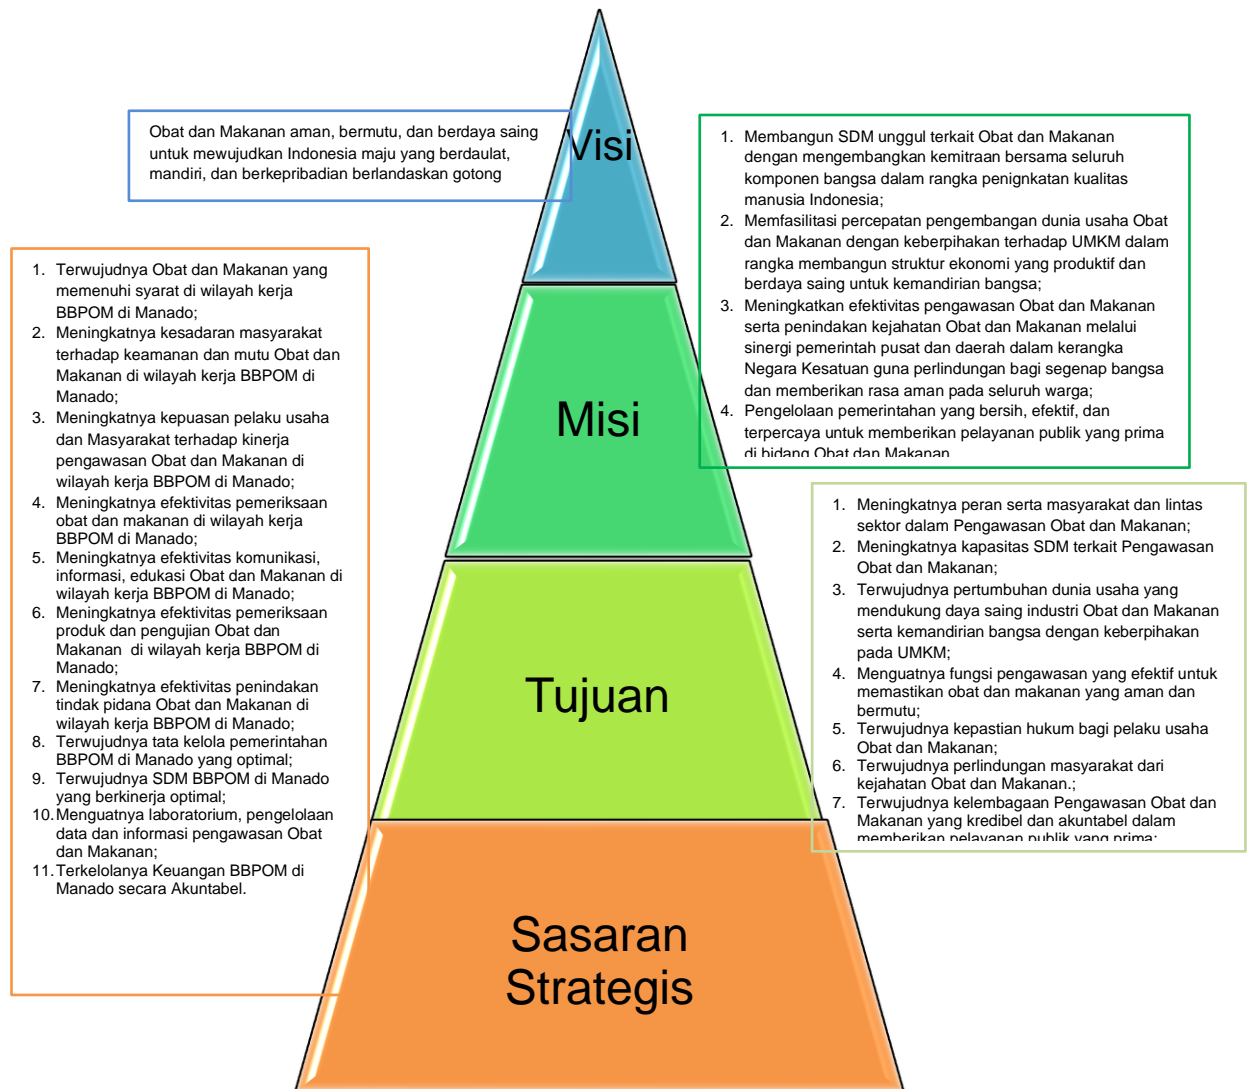 Visi
Obat dan Makanan aman, bermutu, dan berdaya saing
untuk mewujudkan Indonesia maju yang berdaulat,
mandiri, dan berkepribadian berlandaskan gotong
Misi
1. Membangun SDM unggul terkait Obat dan Makanan
dengan mengembangkan kemitraan bersama seluruh
komponen bangsa dalam rangka penignkatan kualitas
manusia Indonesia;
2. Memfasilitasi percepatan pengembangan dunia usaha Obat
dan Makanan dengan keberpihakan terhadap UMKM dalam
rangka membangun struktur ekonomi yang produktif dan
berdaya saing untuk kemandirian bangsa;
3. Meningkatkan efektivitas pengawasan Obat dan Makanan
serta penindakan kejahatan Obat dan Makanan melalui
sinergi pemerintah pusat dan daerah dalam kerangka
Negara Kesatuan guna perlindungan bagi segenap bangsa
dan memberikan rasa aman pada seluruh warga;
4. Pengelolaan pemerintahan yang bersih, efektif, dan
terpercaya untuk memberikan pelayanan publik yang prima
di bidang Obat dan Makanan
Tujuan
1. Meningkatnya peran serta masyarakat dan lintas
sektor dalam Pengawasan Obat dan Makanan;
2. Meningkatnya kapasitas SDM terkait Pengawasan
Obat dan Makanan;
3. Terwujudnya pertumbuhan dunia usaha yang
mendukung daya saing industri Obat dan Makanan
serta kemandirian bangsa dengan keberpihakan
pada UMKM;
4. Menguatnya fungsi pengawasan yang efektif untuk
memastikan obat dan makanan yang aman dan
bermutu;
5. Terwujudnya kepastian hukum bagi pelaku usaha
Obat dan Makanan;
6. Terwujudnya perlindungan masyarakat dari
kejahatan Obat dan Makanan.;
7. Terwujudnya kelembagaan Pengawasan Obat dan
Makanan yang kredibel dan akuntabel dalam
memberikan pelayanan publik yang prima;
Sasaran
Strategis
1. Terwujudnya Obat dan Makanan yang
memenuhi syarat di wilayah kerja
BBPOM di Manado;
2. Meningkatnya kesadaran masyarakat
terhadap keamanan dan mutu Obat dan
Makanan di wilayah kerja BBPOM di
Manado;
3. Meningkatnya kepuasan pelaku usaha
dan Masyarakat terhadap kinerja
pengawasan Obat dan Makanan di
wilayah kerja BBPOM di Manado;
4. Meningkatnya efektivitas pemeriksaan
obat dan makanan di wilayah kerja
BBPOM di Manado;
5. Meningkatnya efektivitas komunikasi,
informasi, edukasi Obat dan Makanan di
wilayah kerja BBPOM di Manado;
6. Meningkatnya efektivitas pemeriksaan
produk dan pengujian Obat dan
Makanan di wilayah kerja BBPOM di
Manado;
7. Meningkatnya efektivitas penindakan
tindak pidana Obat dan Makanan di
wilayah kerja BBPOM di Manado;
8. Terwujudnya tata kelola pemerintahan
BBPOM di Manado yang optimal;
9. Terwujudnya SDM BBPOM di Manado
yang berkinerja optimal;
10. Menguatnya laboratorium, pengelolaan
data dan informasi pengawasan Obat
dan Makanan;
11. Terkelolanya Keuangan BBPOM di
Manado secara Akuntabel.